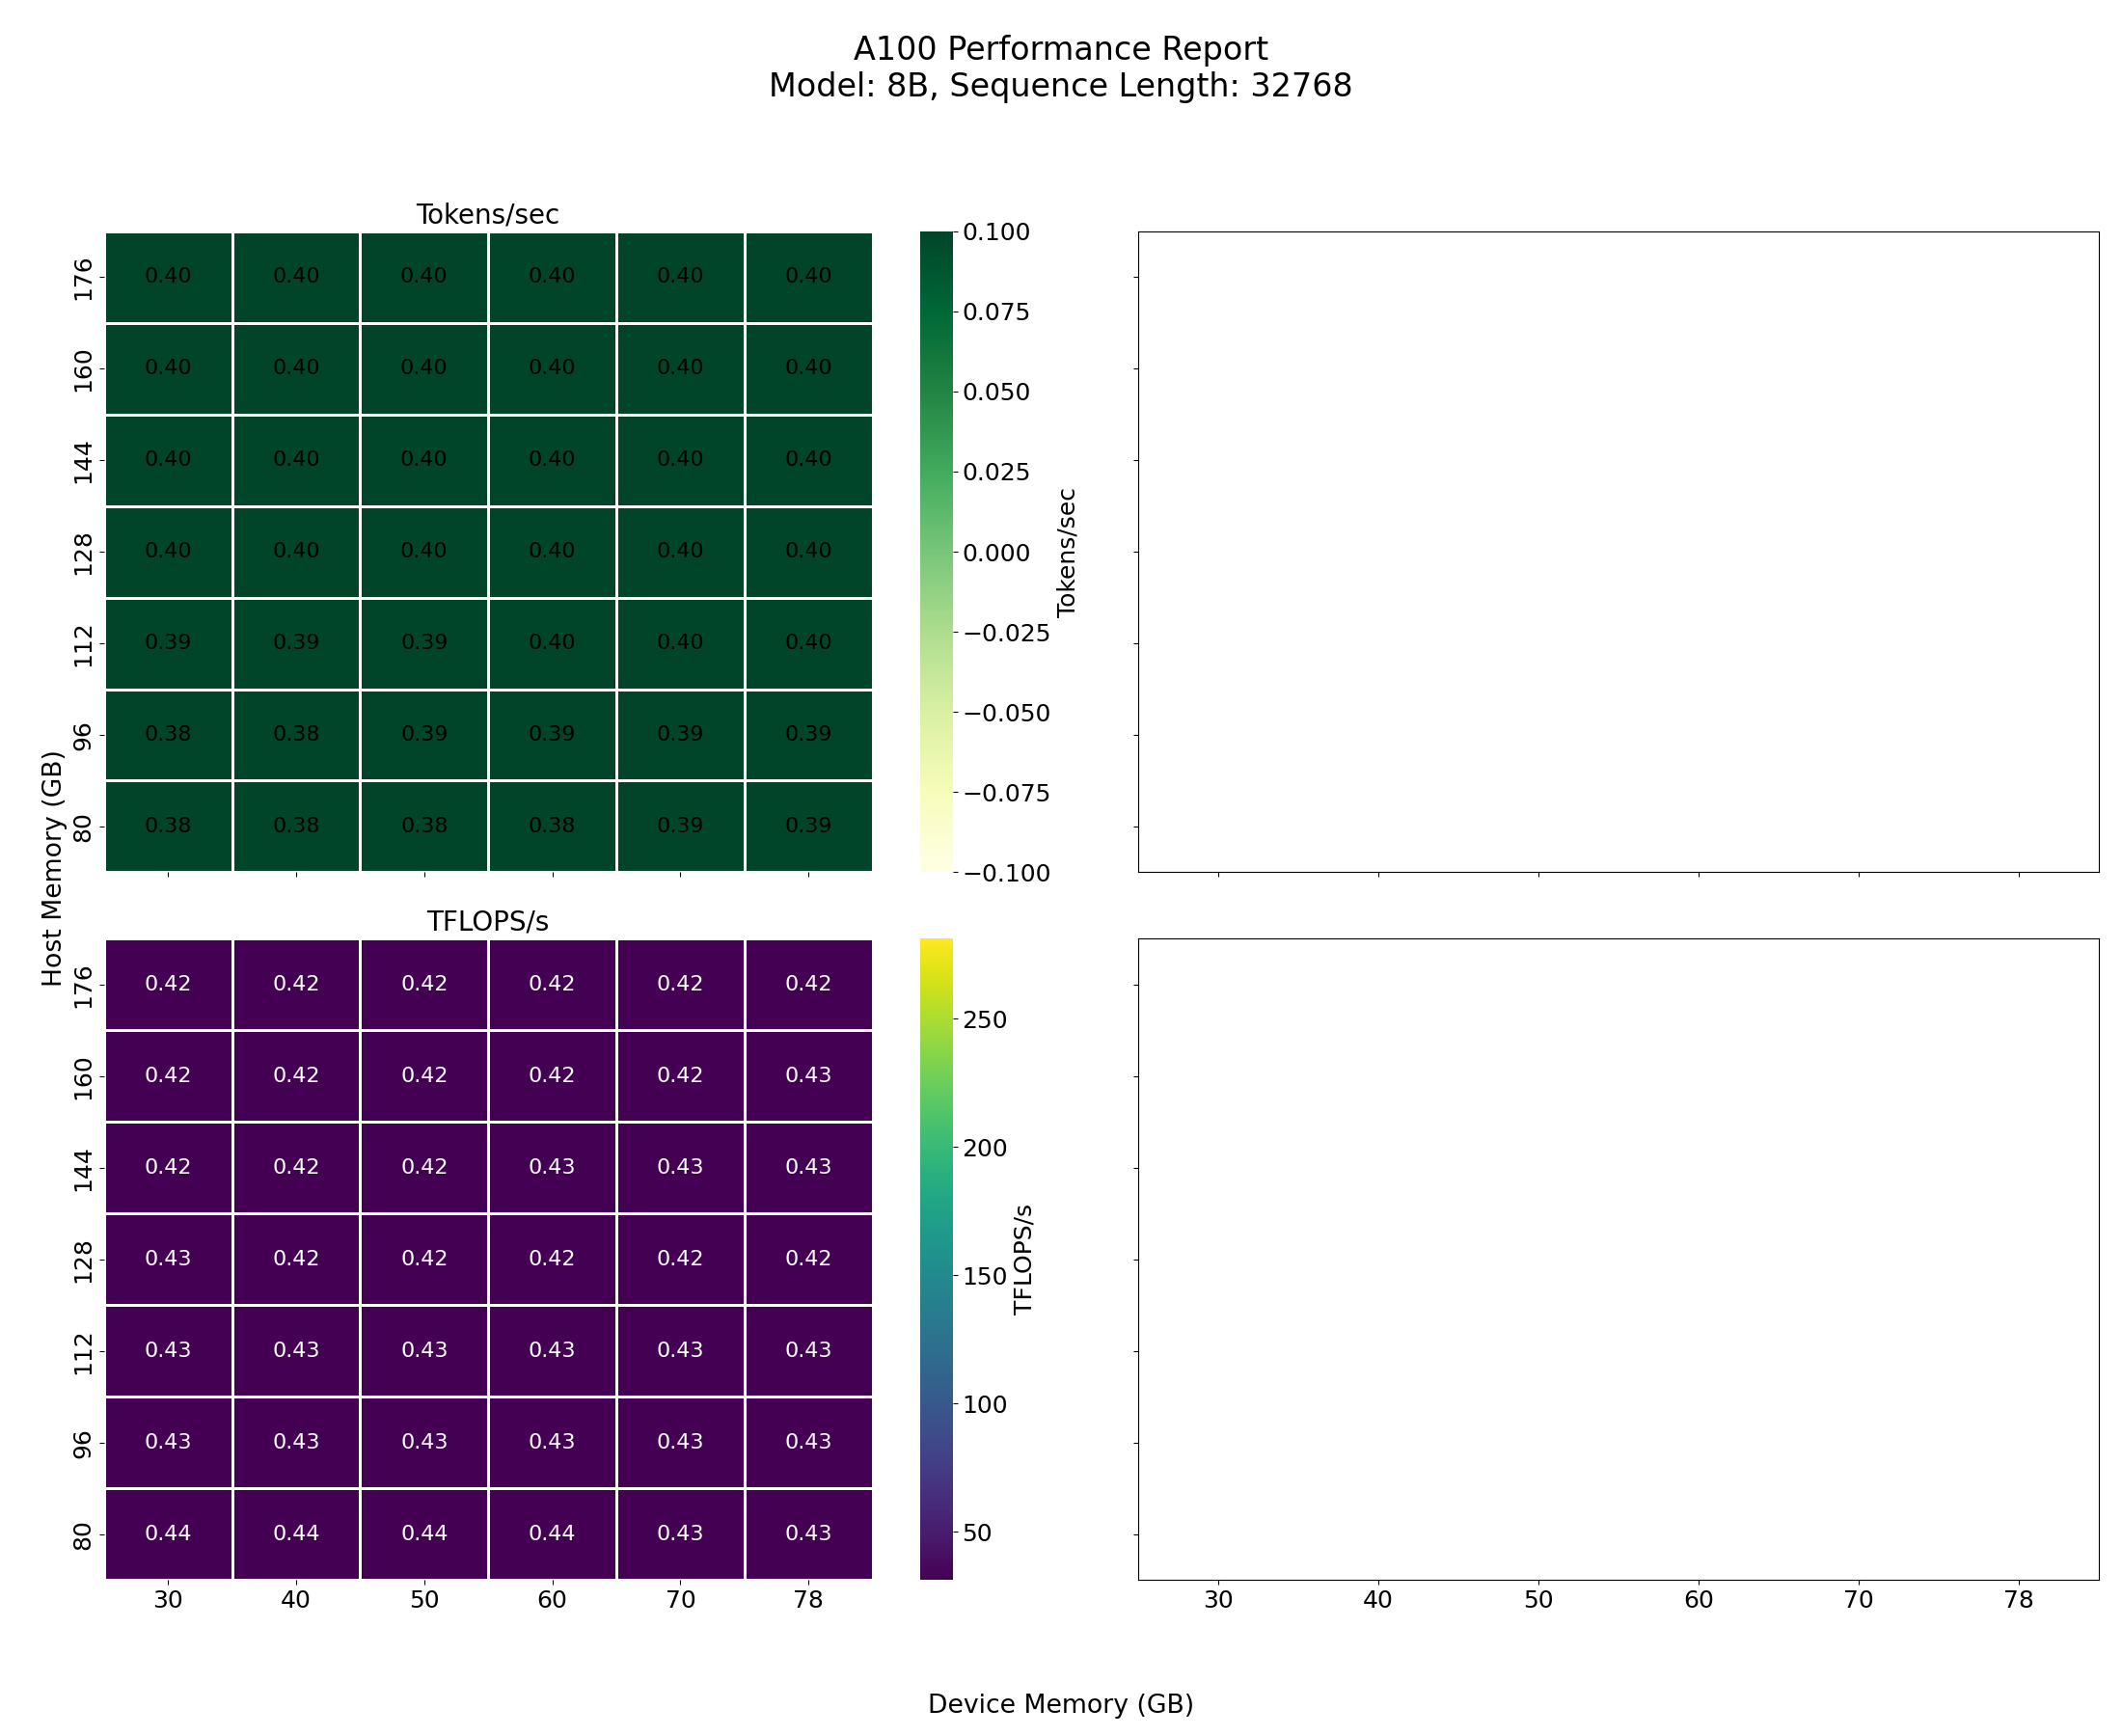 A100 Performance Report
Model: 8B, Sequence Length: 32768
Tokens/sec
176 0.40 0.40 0.40 0.40 0.40 0.40
160 0.40 0.40 0.40 0.40 0.40 0.40
144 0.40 0.40 0.40 0.40 0.40 0.40
128 0.40 0.40 0.40 0.40 0.40 0.40
112 0.39 0.39 0.39 0.40 0.40 0.40
96 0.38 0.38 0.39 0.39 0.39 0.39
80 0.38 0.38 0.38 0.38 0.39 0.39
0.100
0.075
0.050
0.025
0.000
−0.025
−0.050
−0.075
−0.100
Tokens/sec
Host Memory (GB)
TFLOPS/s
176 0.42 0.42 0.42 0.42 0.42 0.42
160 0.42 0.42 0.42 0.42 0.42 0.43
144 0.42 0.42 0.42 0.43 0.43 0.43
128 0.43 0.42 0.42 0.42 0.42 0.42
112 0.43 0.43 0.43 0.43 0.43 0.43
96 0.43 0.43 0.43 0.43 0.43 0.43
80 0.44 0.44 0.44 0.44 0.43 0.43
30 40 50 60 70 78
250
200
150
100
50
TFLOPS/s
30 40 50 60 70 78
Device Memory (GB)